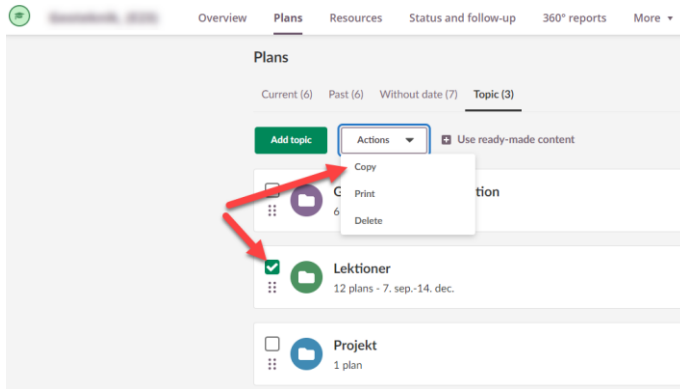 Overview Plans Resources Status and follow-up 360° reports More
Plans
Current (6) Past (6) Without date (7) Topic (3)
Add topic Actions Use ready-made content
Copy
Print
Delete
G tion
6
Lektioner
12 plans - 7. sep.-14. dec.
Projekt
1 plan